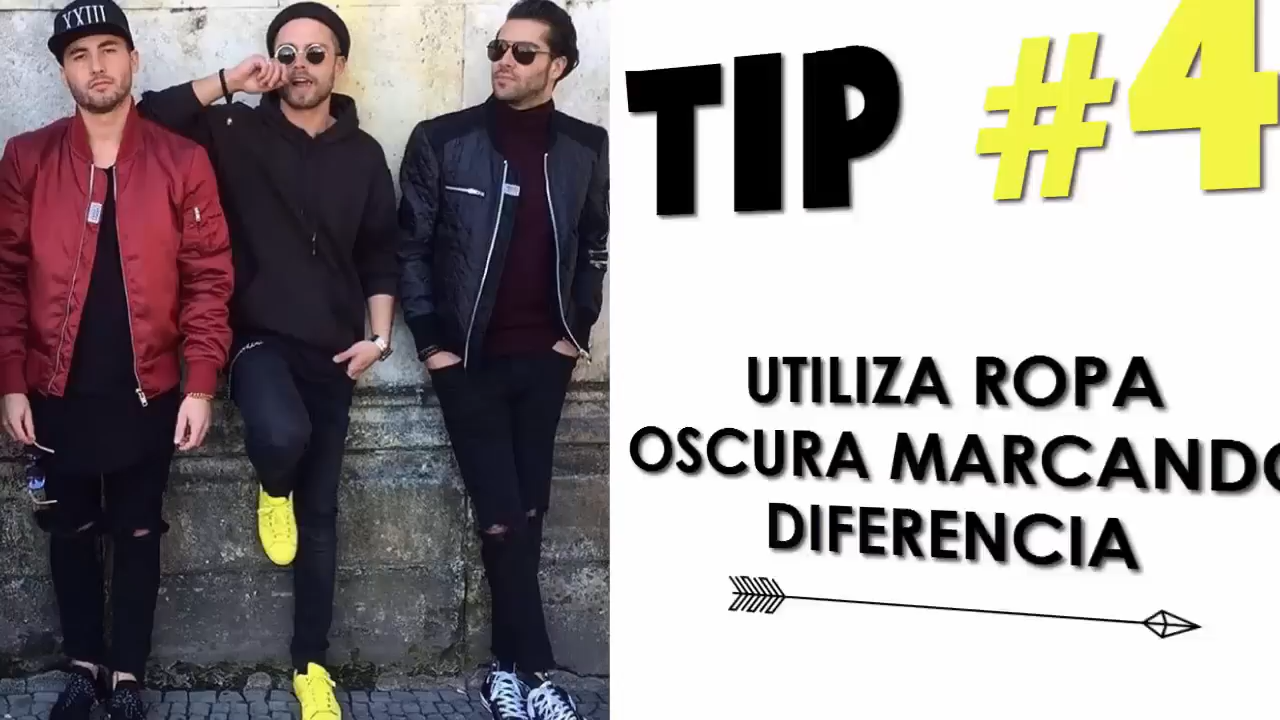 XXIII
TIP #4
UTILIZA ROPA
OSCURA MARCANDO
DIFERENCIA